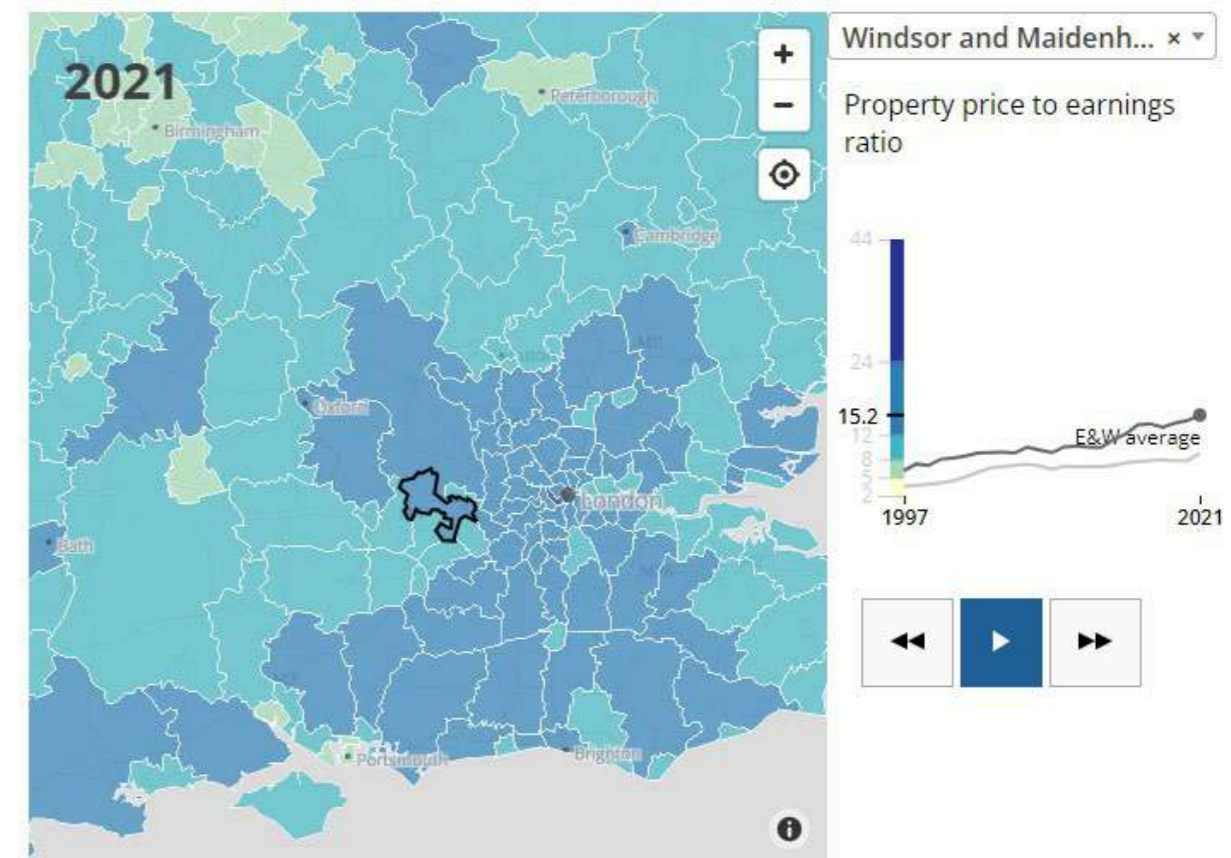 2021
Birmingham
Peterborough
Cambridge
Oxford
London
Bath
Portsmouth
Brighton
+
−
Windsor and Maidenh... ×
Property price to earnings
ratio
44
24
15.2
12
8
5
2
E&W average
1997
2021